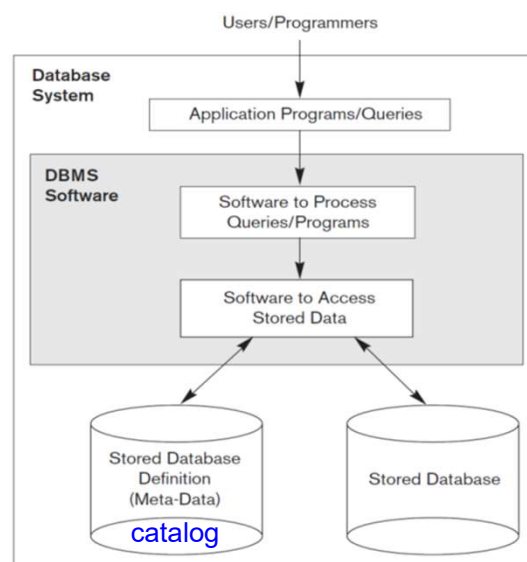 Users/Programmers
Database
System
Application Programs/Queries
DBMS
Software
Software to Process
Queries/Programs
Software to Access
Stored Data
Stored Database
Definition
(Meta-Data)
catalog
Stored Database